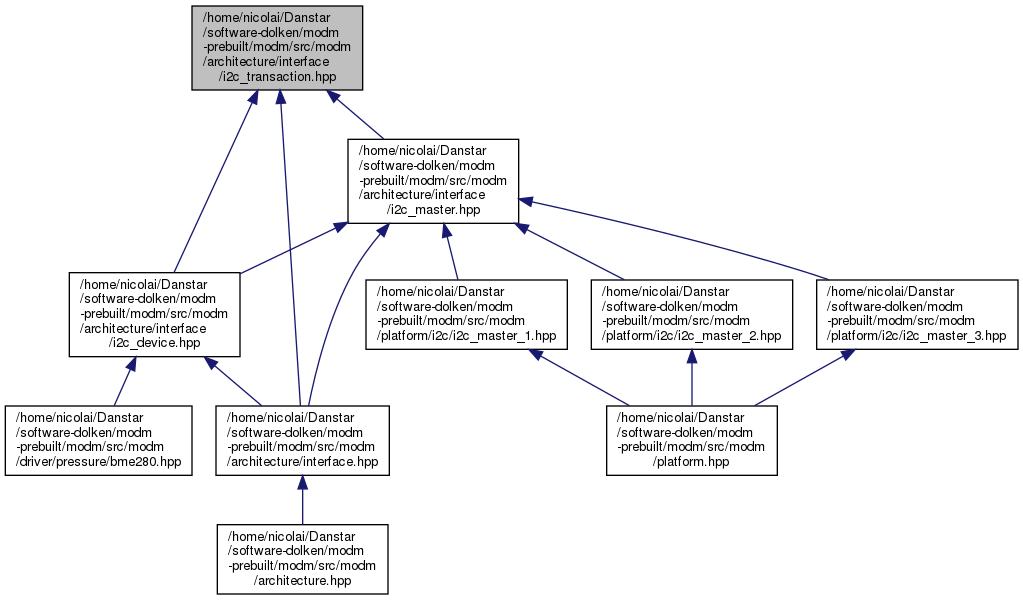 /home/nicolai/Danstar
/software-dolken/modm
-prebuilt/modm/src/modm
/architecture/interface
/i2c_transaction.hpp
/home/nicolai/Danstar
/software-dolken/modm
-prebuilt/modm/src/modm
/architecture/interface
/i2c_master.hpp
/home/nicolai/Danstar
/software-dolken/modm
-prebuilt/modm/src/modm
/architecture/interface
/i2c_device.hpp
/home/nicolai/Danstar
/software-dolken/modm
-prebuilt/modm/src/modm
/platform/i2c/i2c_master_1.hpp
/home/nicolai/Danstar
/software-dolken/modm
-prebuilt/modm/src/modm
/platform/i2c/i2c_master_2.hpp
/home/nicolai/Danstar
/software-dolken/modm
-prebuilt/modm/src/modm
/platform/i2c/i2c_master_3.hpp
/home/nicolai/Danstar
/software-dolken/modm
-prebuilt/modm/src/modm
/driver/pressure/bme280.hpp
/home/nicolai/Danstar
/software-dolken/modm
-prebuilt/modm/src/modm
/architecture/interface.hpp
/home/nicolai/Danstar
/software-dolken/modm
-prebuilt/modm/src/modm
/platform.hpp
/home/nicolai/Danstar
/software-dolken/modm
-prebuilt/modm/src/modm
/architecture.hpp